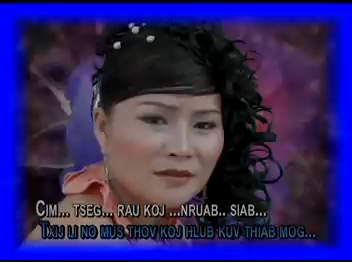 CIM... TSEG... RAU KOJ ...NRUAB.. SIAB...
TXIJ LI NO MUS THOV KOJ HLUB KUV THIAB MOG...